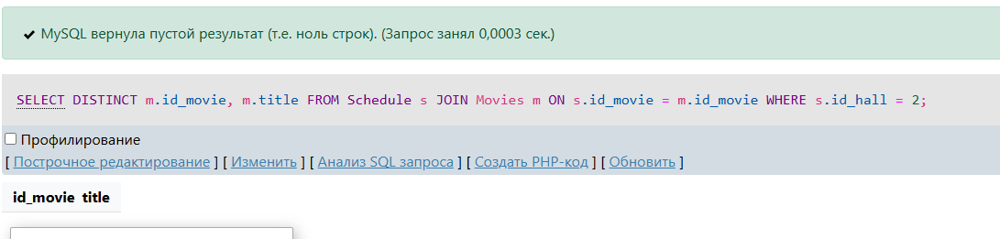 MySQL вернула пустой результат (т.е. ноль строк). (Запрос занял 0,0003 сек.)
SELECT DISTINCT m.id_movie, m.title FROM Schedule s JOIN Movies m ON s.id_movie = m.id_movie WHERE s.id_hall = 2;
Профилирование
[ Построчное редактирование ] [ Изменить ] [ Анализ SQL запроса ] [ Создать PHP-код ] [ Обновить ]
id_movie title